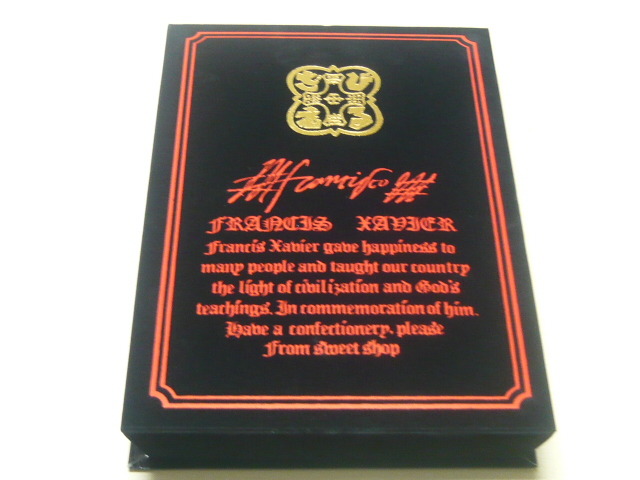 Francisco
FRANCIS XAVIER
Francis Xavier gave happiness to
many people and taught our country
the light of civilization and God's
teachings. In commemoration of him.
Have a confectionery, please
From sweet shop